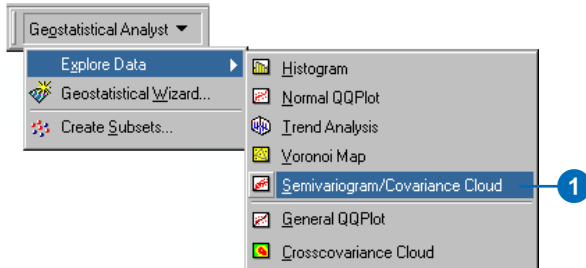 Geostatistical Analyst
Explore Data
Geostatistical Wizard...
Create Subsets...
Histogram
Normal QQPlot
Trend Analysis
Voronoi Map
Semivariogram/Covariance Cloud
1
General QQPlot
Crosscovariance Cloud